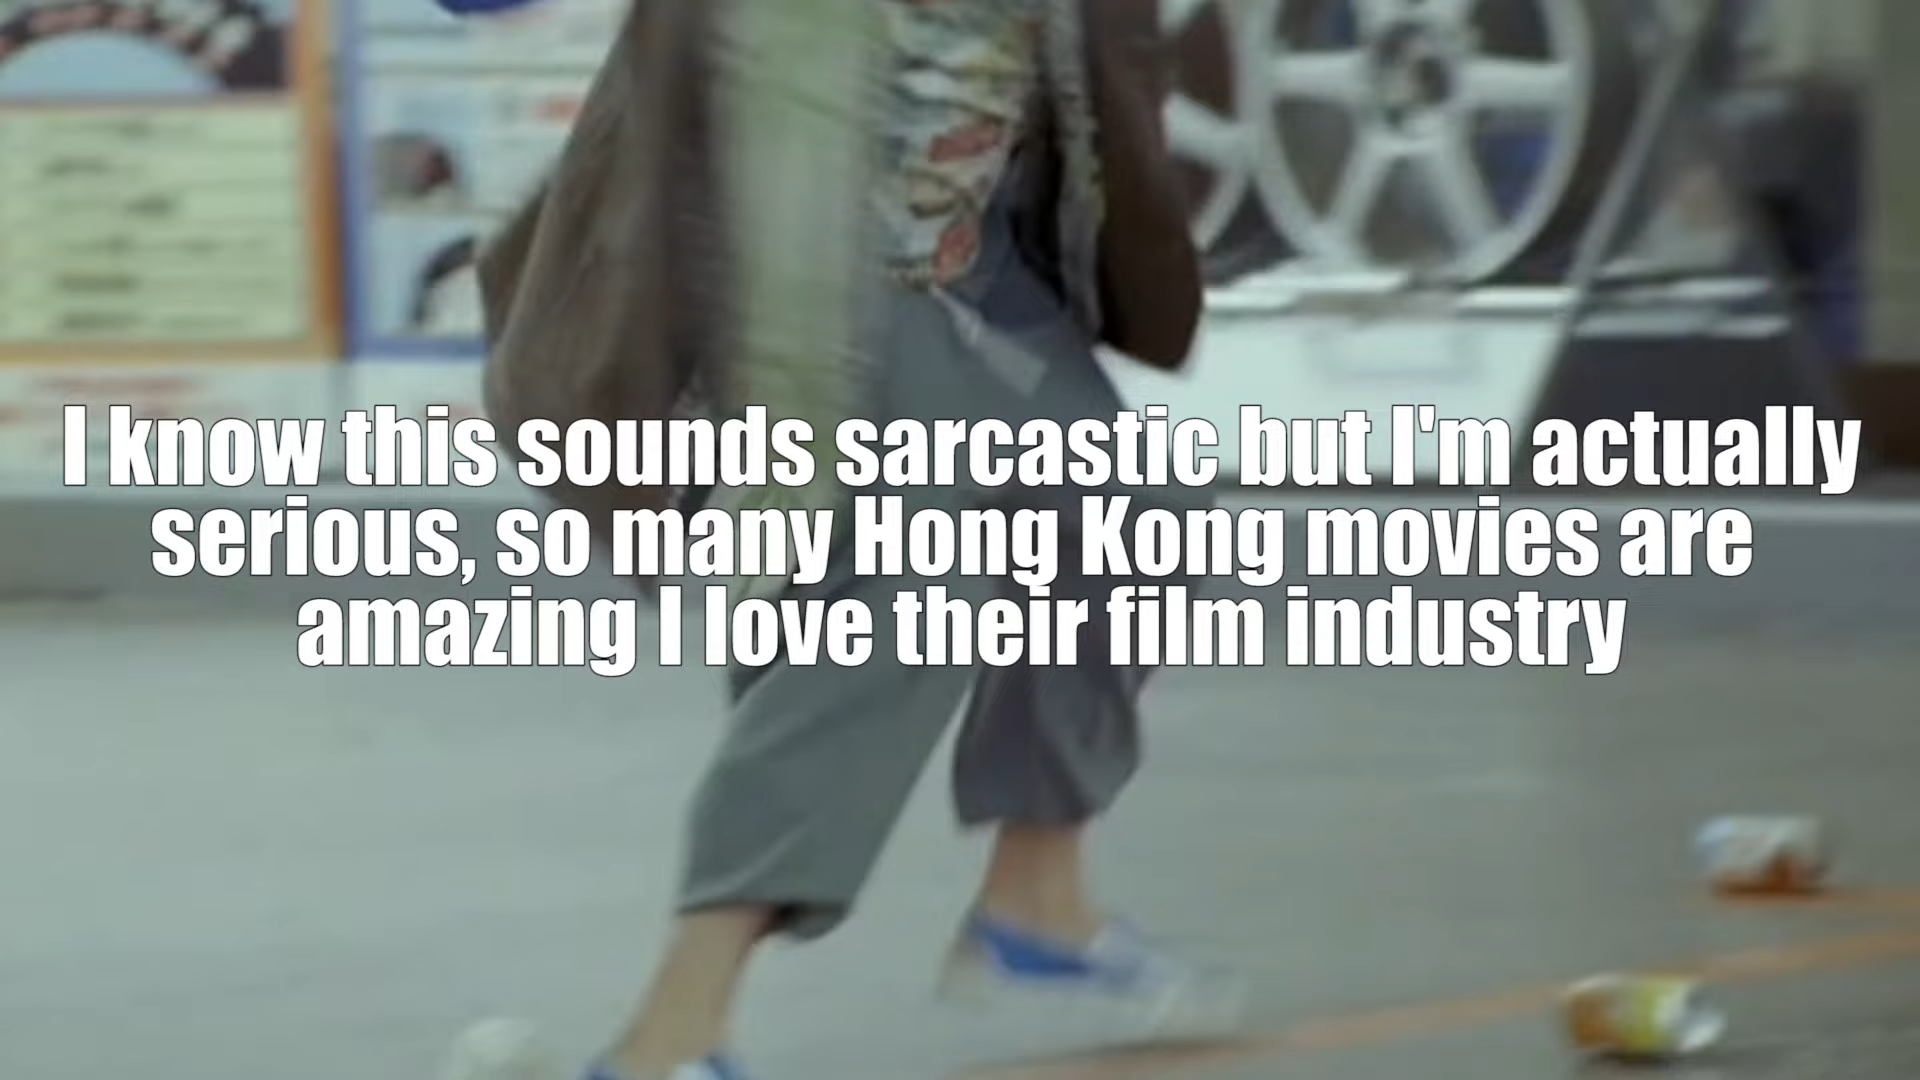 I know this sounds sarcastic but I'm actually
serious, so many Hong Kong movies are
amazing I love their film industry